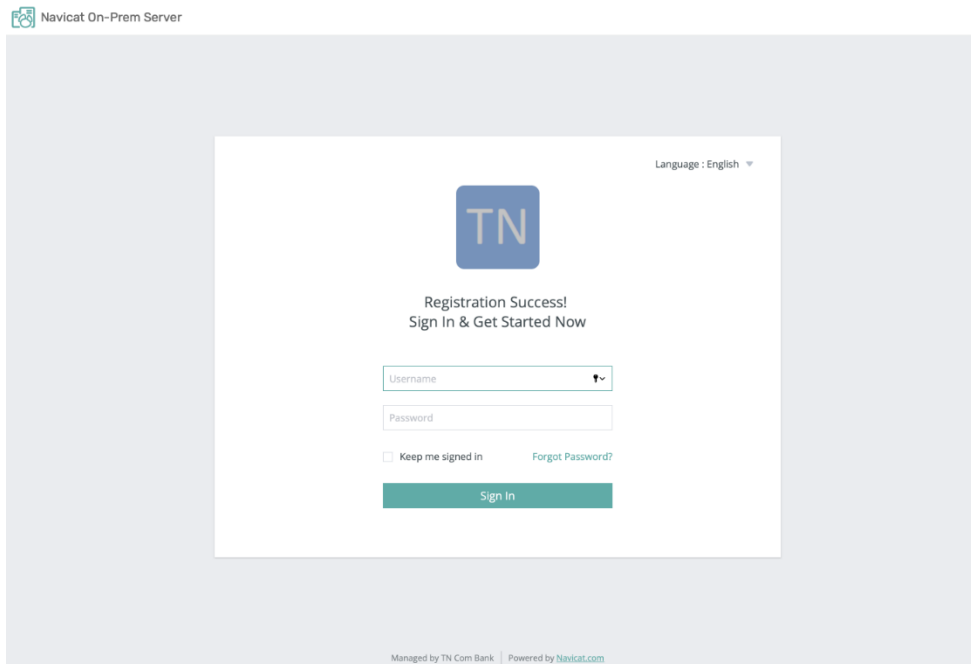 Navicat On-Prem Server
Language : English
TN
Registration Success!
Sign In & Get Started Now
Username
Password
Keep me signed in
Forgot Password?
Sign In
Managed by TN Com Bank | Powered by Navicat.com